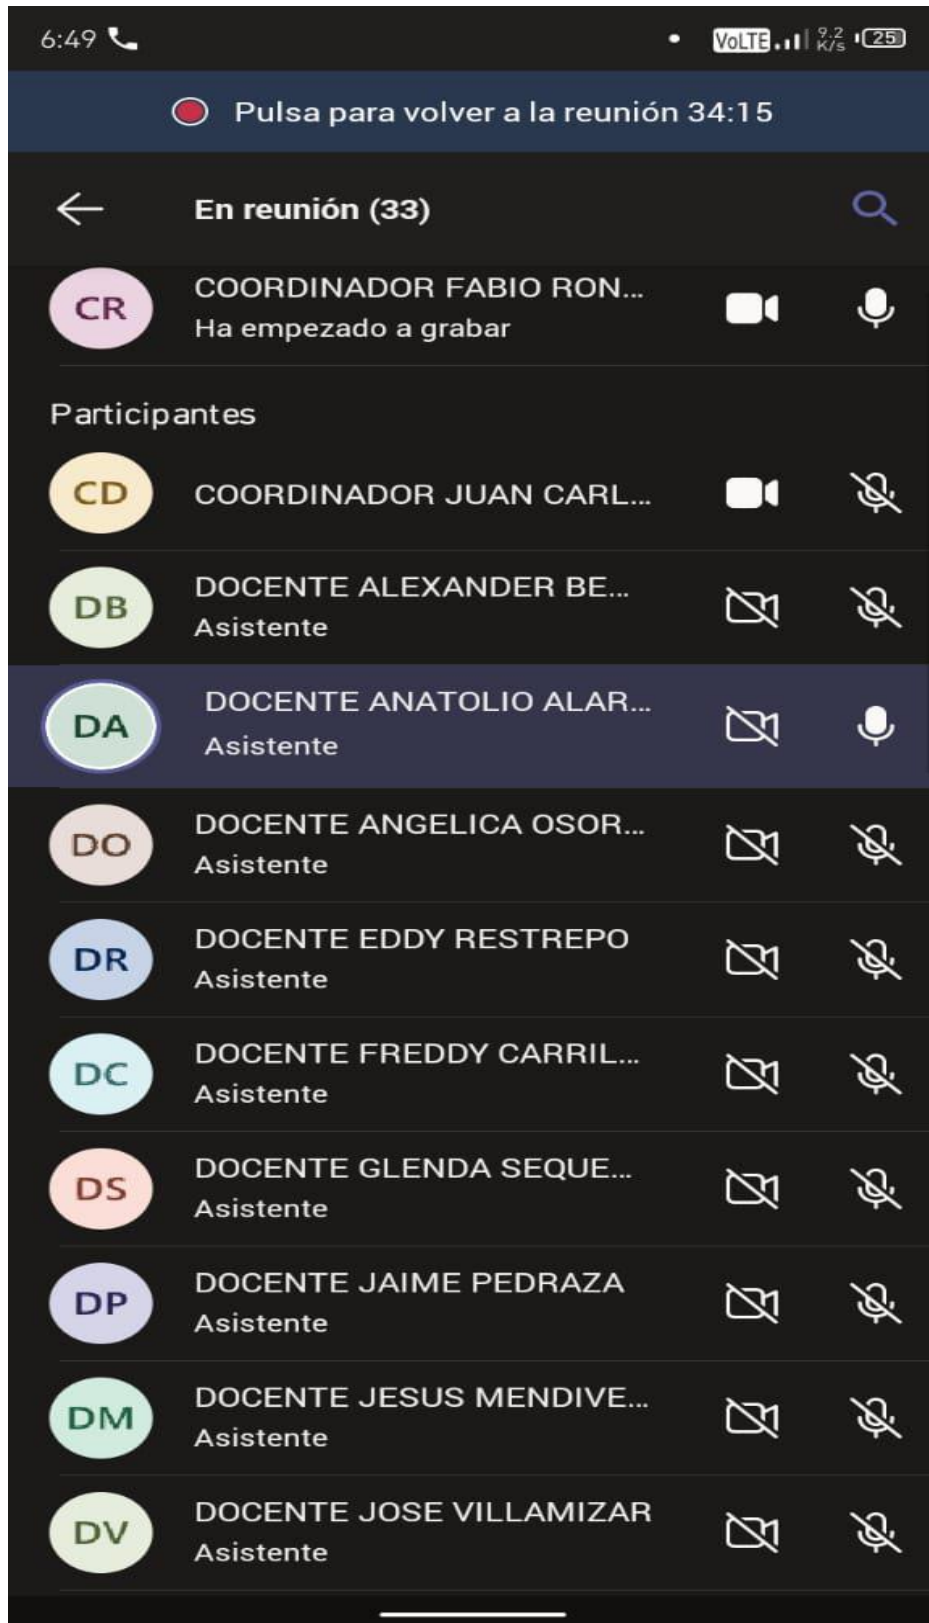 6:49 VoLTE 9.2 K/s 25
Pulsa para volver a la reunión 34:15
En reunión (33)
CR COORDINADOR FABIO RON...
Ha empezado a grabar
Participantes
CD COORDINADOR JUAN CARL...
DB DOCENTE ALEXANDER BE...
Asistente
DA DOCENTE ANATOLIO ALAR...
Asistente
DO DOCENTE ANGELICA OSOR...
Asistente
DR DOCENTE EDDY RESTREPO
Asistente
DC DOCENTE FREDDY CARRIL...
Asistente
DS DOCENTE GLENDA SEQUE...
Asistente
DP DOCENTE JAIME PEDRAZA
Asistente
DM DOCENTE JESUS MENDIVE...
Asistente
DV DOCENTE JOSE VILLAMIZAR
Asistente